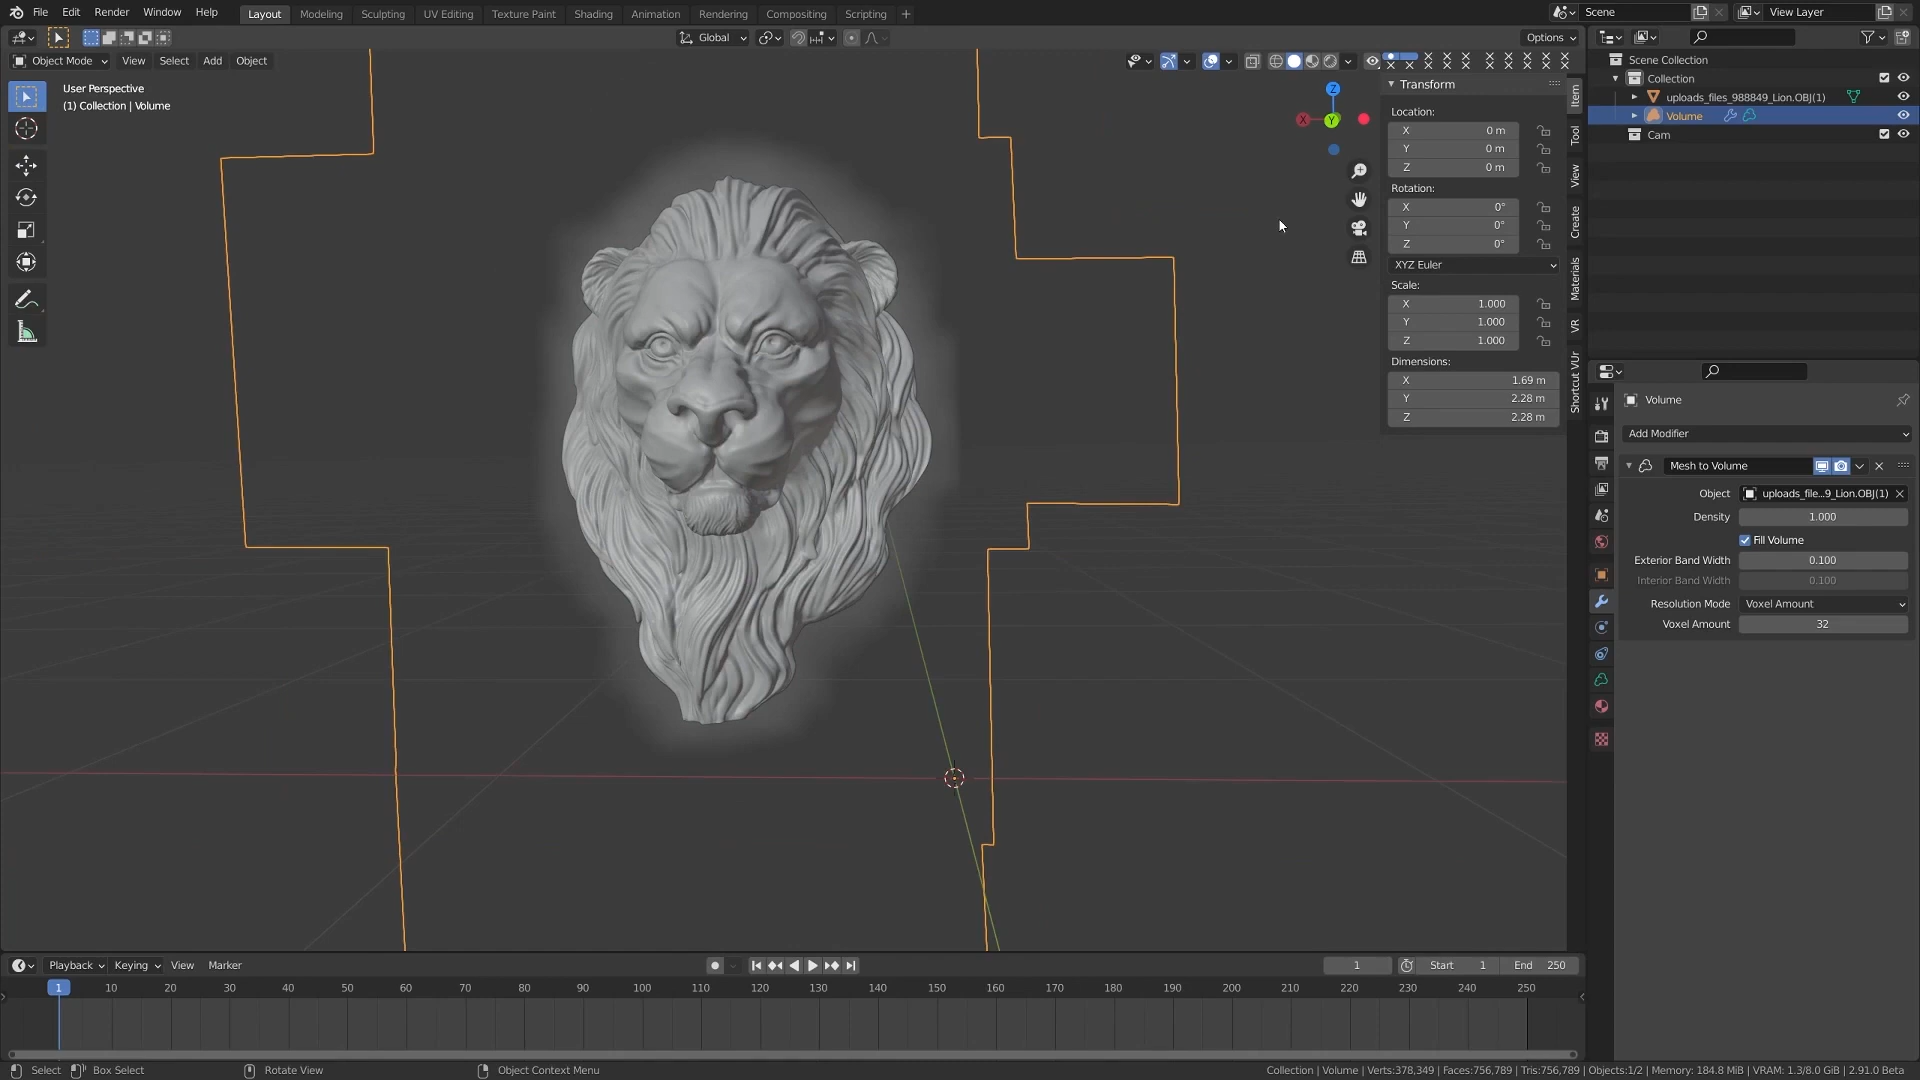 File Edit Render Window Help Layout Modeling Sculpting UV Editing Texture Paint Shading Animation Rendering Compositing Scripting +
Scene
View Layer
Global
Options
Object Mode View Select Add Object
User Perspective
(1) Collection | Volume
Z
X
Y
Transform
Location:
X 0 m
Y 0 m
Z 0 m
Rotation:
X 0°
Y 0°
Z 0°
XYZ Euler
Scale:
X 1.000
Y 1.000
Z 1.000
Dimensions:
X 1.69 m
Y 2.28 m
Z 2.28 m
Item
Tool
View
Create
Materials
VR
Shortcut VUr
Scene Collection
Collection
uploads_files_988849_Lion.OBJ(1)
Volume
Cam
Volume
Add Modifier
Mesh to Volume
Object uploads_file...9_Lion.OBJ(1)
Density 1.000
Fill Volume
Exterior Band Width 0.100
Interior Band Width 0.100
Resolution Mode Voxel Amount
Voxel Amount 32
Playback Keying View Marker
1
Start 1
End 250
1 10 20 30 40 50 60 70 80 90 100 110 120 130 140 150 160 170 180 190 200 210 220 230 240 250
Select Box Select Rotate View Object Context Menu
Collection | Volume | Verts:378,349 | Faces:756,789 | Tris:756,789 | Objects:1/2 | Memory: 184.8 MiB | VRAM: 1.3/8.0 GiB | 2.91.0 Beta